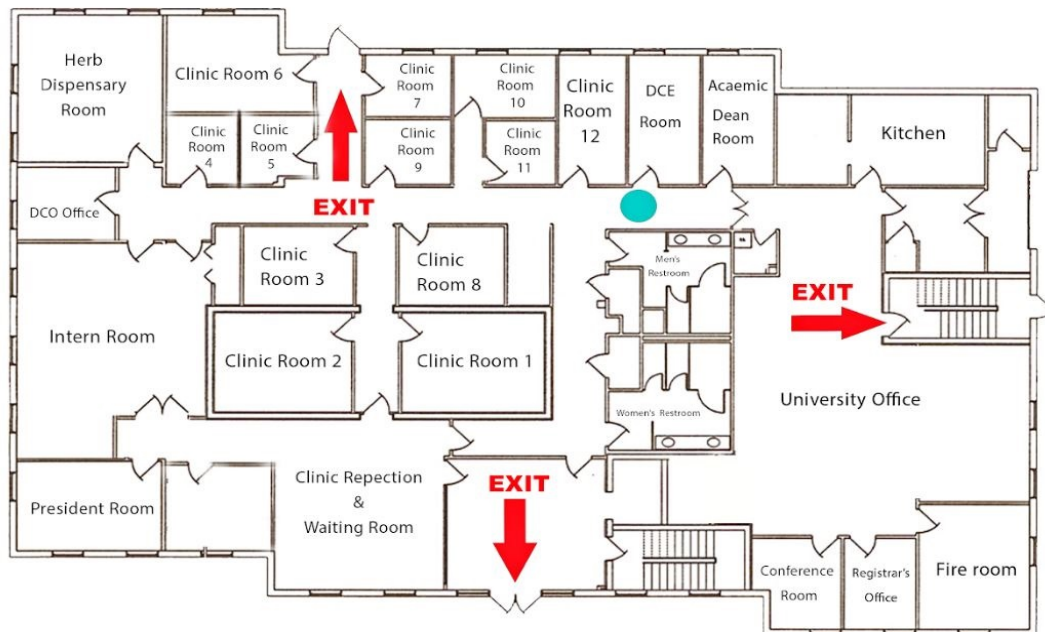 Herb
Dispensary
Room
Clinic Room 6
Clinic
Room
4
Clinic
Room
5
Clinic
Room
7
Clinic
Room
9
Clinic
Room
10
Clinic
Room
11
Clinic
Room
12
DCE
Room
Acaemic
Dean
Room
Kitchen
DCO Office
EXIT
Clinic
Room 3
Clinic
Room 8
Men's
Restroom
EXIT
Intern Room
Clinic Room 2
Clinic Room 1
University Office
Women's Restroom
President Room
Clinic Repection
&
Waiting Room
EXIT
Conference
Room
Registrar's
Office
Fire room